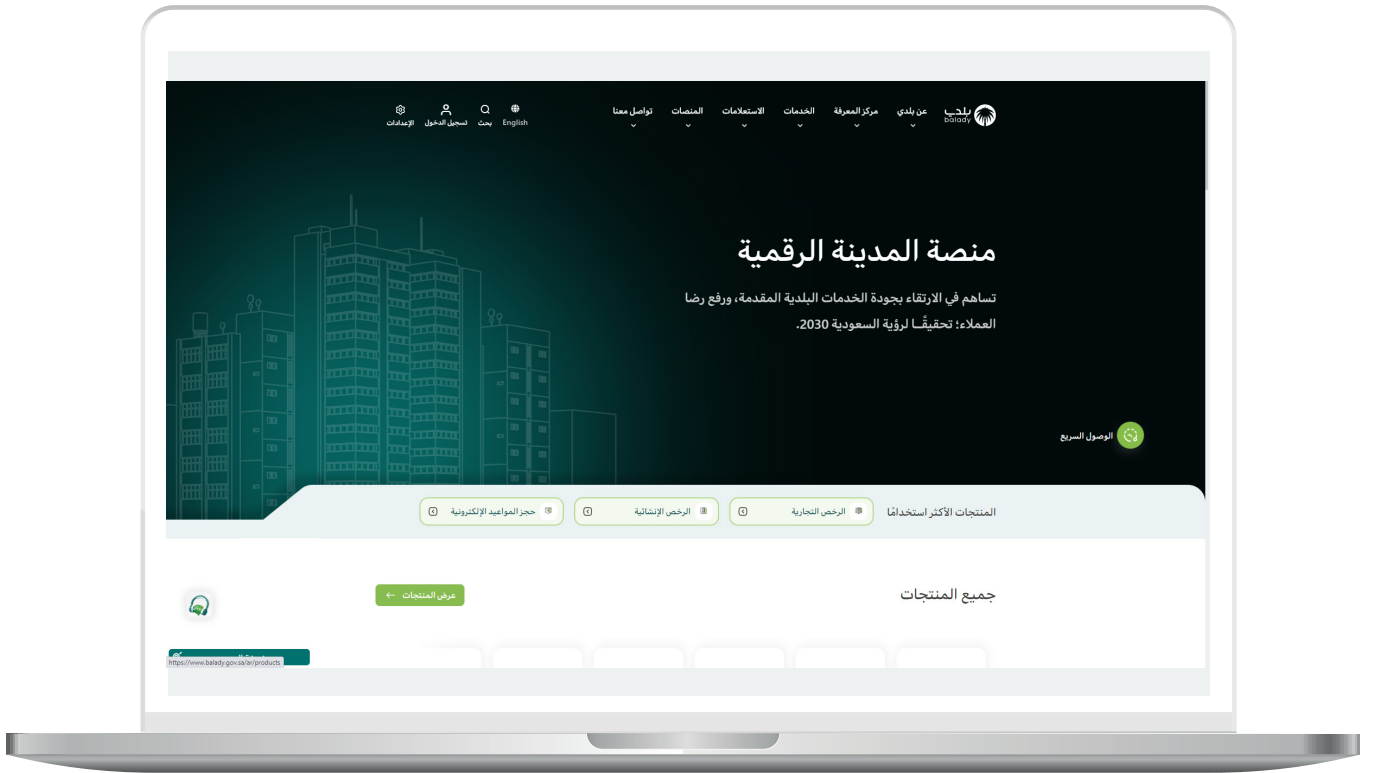 بلدي
balady
عن بلدي
مركز المعرفة
الخدمات
الاستعلامات
المنصات
تواصل معنا
English
بحث
تسجيل الدخول
الإعدادات
منصة المدينة الرقمية
تساهم في الارتقاء بجودة الخدمات البلدية المقدمة، ورفع رضا
العملاء؛ تحقيقًـا لرؤية السعودية 2030.
الوصول السريع
المنتجات الأكثر استخدامًا
الرخص التجارية
الرخص الإنشائية
حجز المواعيد الإلكترونية
جميع المنتجات
عرض المنتجات
https://www.balady.gov.sa/ar/products